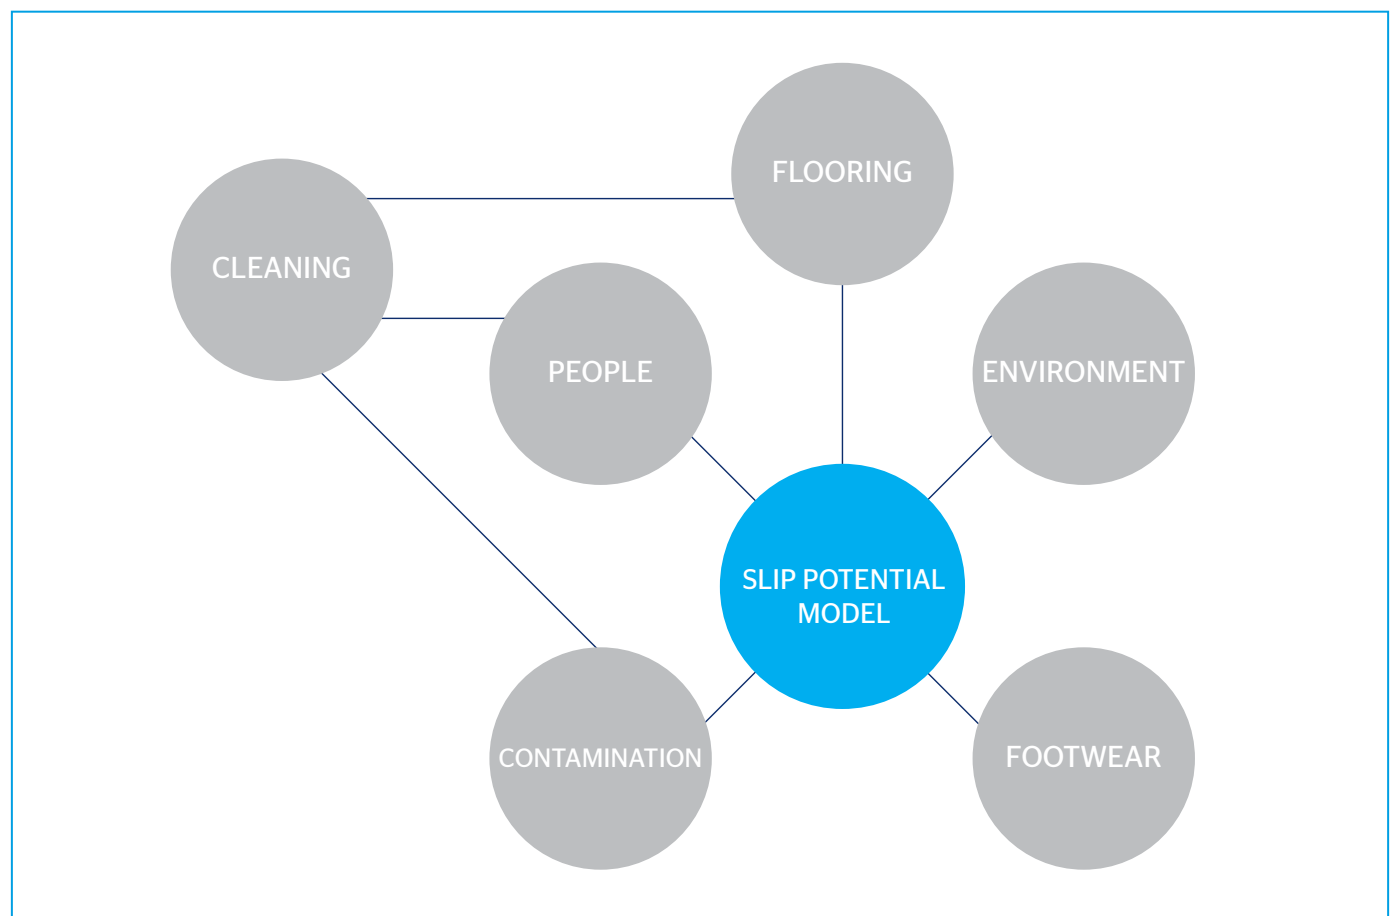 FLOORING
CLEANING
PEOPLE
ENVIRONMENT
SLIP POTENTIAL
MODEL
CONTAMINATION
FOOTWEAR